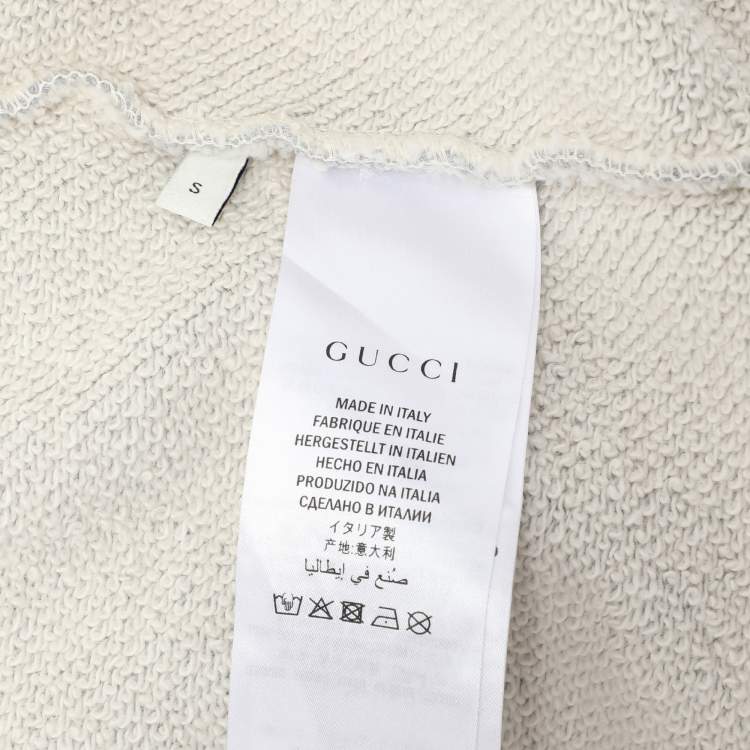 S
GUCCI
MADE IN ITALY
FABRIQUE EN ITALIE
HERGESTELLT IN ITALIEN
HECHO EN ITALIA
PRODUZIDO NA ITALIA
СДЕЛАНО В ИТАЛИИ
イタリア製
产地:意大利
صُنع في إيطاليا